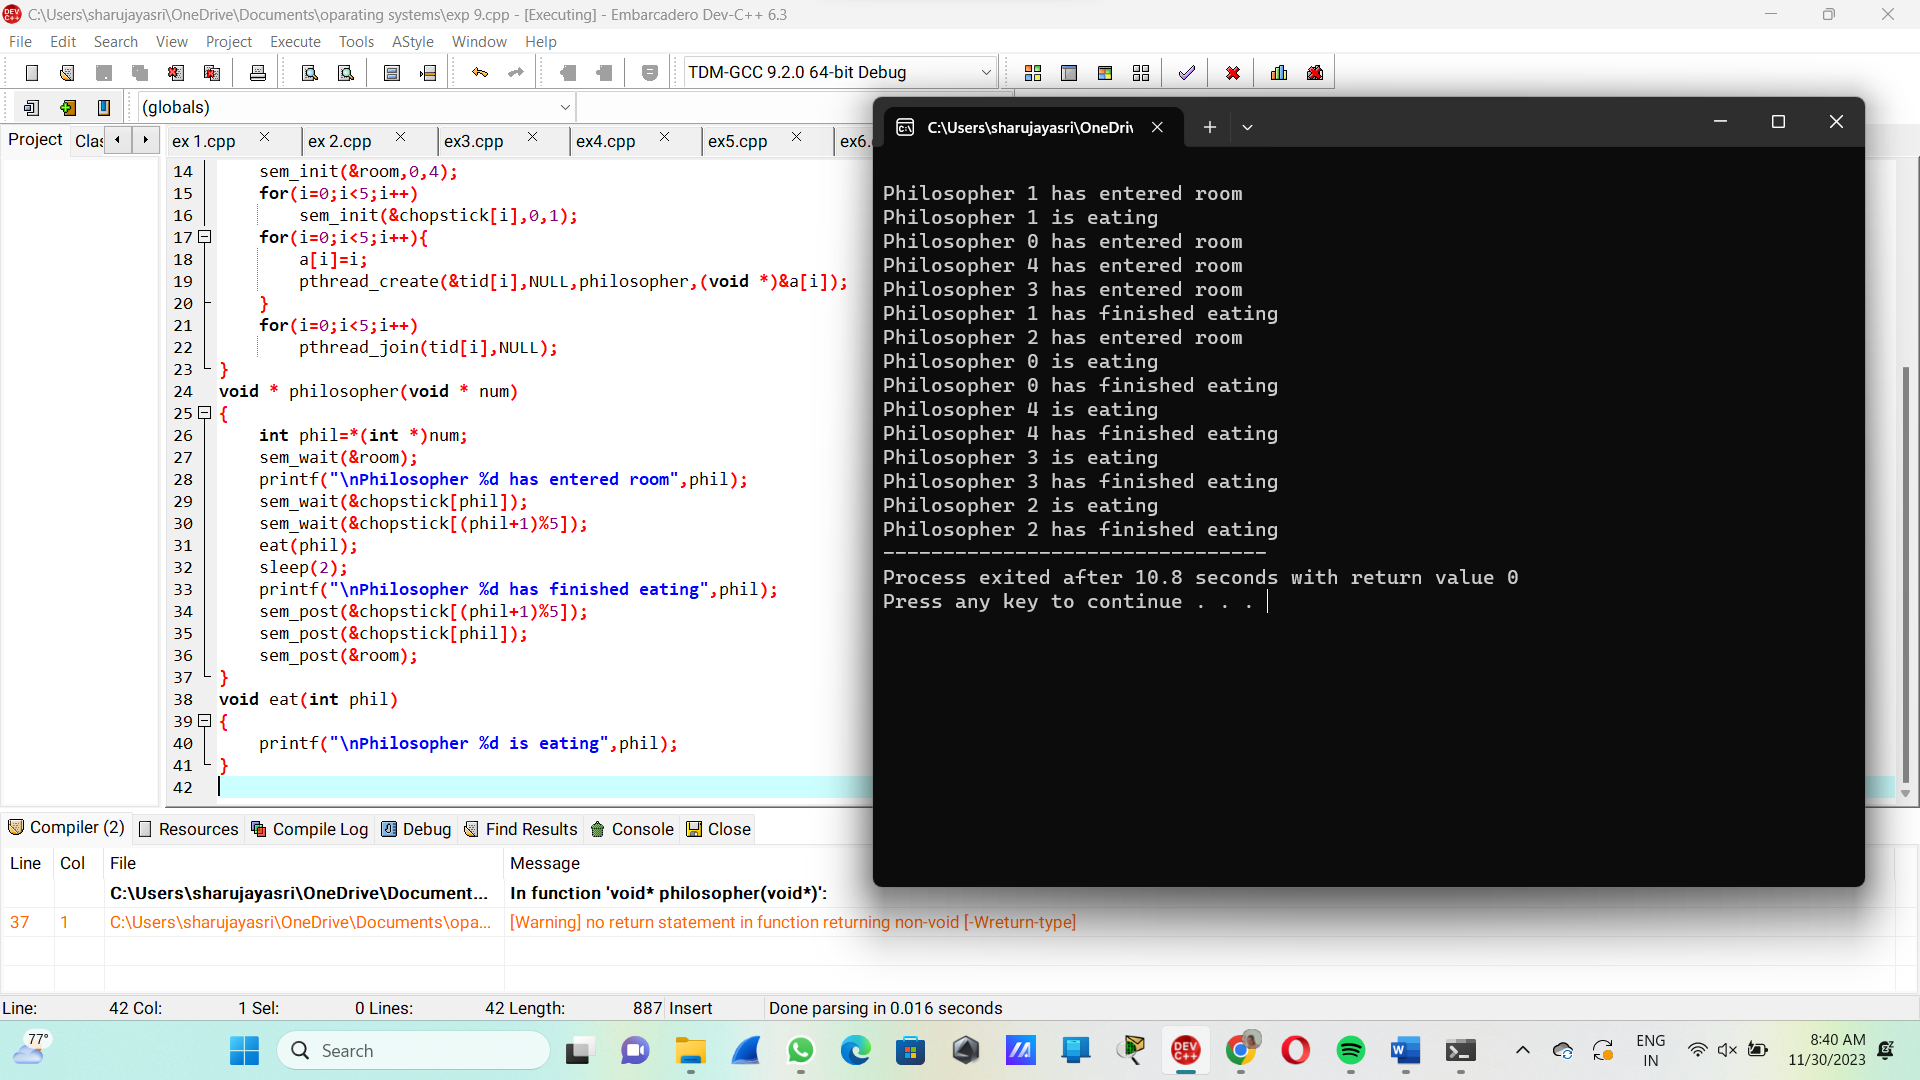 C:\Users\sharujayasri\OneDrive\Documents\oparating systems\exp 9.cpp - [Executing] - Embarcadero Dev-C++ 6.3
File Edit Search View Project Execute Tools AStyle Window Help
TDM-GCC 9.2.0 64-bit Debug
(globals)
Project Clas
ex 1.cpp ex 2.cpp ex3.cpp ex4.cpp ex5.cpp ex6.
14 sem_init(&room,0,4);
15 for(i=0;i<5;i++)
16 sem_init(&chopstick[i],0,1);
17 for(i=0;i<5;i++){
18 a[i]=i;
19 pthread_create(&tid[i],NULL,philosopher,(void *)&a[i]);
20 }
21 for(i=0;i<5;i++)
22 pthread_join(tid[i],NULL);
23 }
24 void * philosopher(void * num)
25 {
26 int phil=*(int *)num;
27 sem_wait(&room);
28 printf("\nPhilosopher %d has entered room",phil);
29 sem_wait(&chopstick[phil]);
30 sem_wait(&chopstick[(phil+1)%5]);
31 eat(phil);
32 sleep(2);
33 printf("\nPhilosopher %d has finished eating",phil);
34 sem_post(&chopstick[(phil+1)%5]);
35 sem_post(&chopstick[phil]);
36 sem_post(&room);
37 }
38 void eat(int phil)
39 {
40 printf("\nPhilosopher %d is eating",phil);
41 }
42
C:\Users\sharujayasri\OneDri
Philosopher 1 has entered room
Philosopher 1 is eating
Philosopher 0 has entered room
Philosopher 4 has entered room
Philosopher 3 has entered room
Philosopher 1 has finished eating
Philosopher 2 has entered room
Philosopher 0 is eating
Philosopher 0 has finished eating
Philosopher 4 is eating
Philosopher 4 has finished eating
Philosopher 3 is eating
Philosopher 3 has finished eating
Philosopher 2 is eating
Philosopher 2 has finished eating
--------------------------------
Process exited after 10.8 seconds with return value 0
Press any key to continue . . .
Compiler (2) Resources Compile Log Debug Find Results Console Close
Line Col File Message
C:\Users\sharujayasri\OneDrive\Document... In function 'void* philosopher(void*)':
37 1 C:\Users\sharujayasri\OneDrive\Documents\opa... [Warning] no return statement in function returning non-void [-Wreturn-type]
Line: 42 Col: 1 Sel: 0 Lines: 42 Length: 887 Insert Done parsing in 0.016 seconds
77°
Search
DEV C++
ENG
IN
8:40 AM
11/30/2023